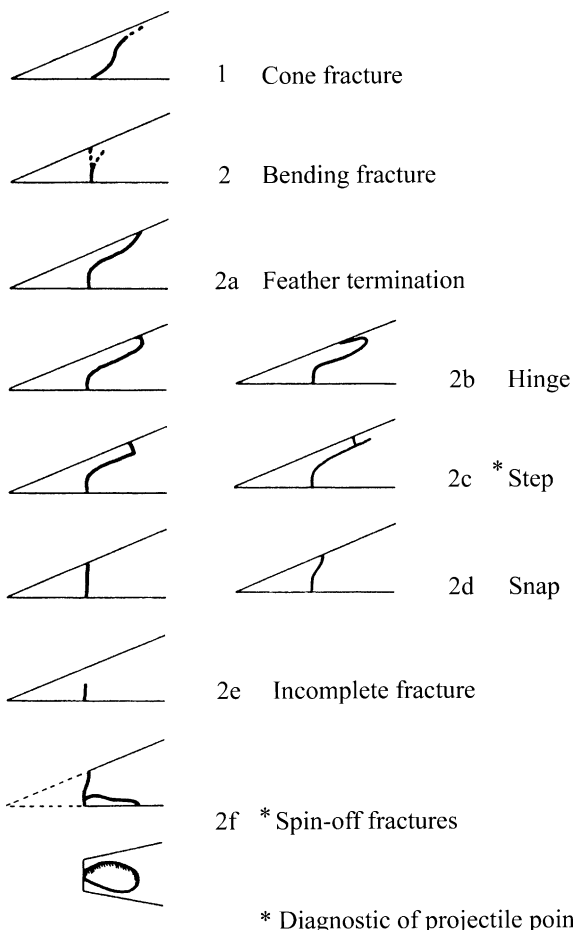 1 Cone fracture
2 Bending fracture
2a Feather termination
2b Hinge
2c * Step
2d Snap
2e Incomplete fracture
2f * Spin-off fractures
* Diagnostic of projectile poin